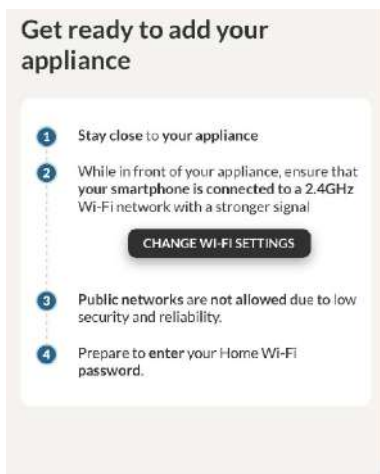 Get ready to add your
appliance
1 Stay close to your appliance
2 While in front of your appliance, ensure that
your smartphone is connected to a 2.4GHz
Wi-Fi network with a stronger signal
CHANGE WI-FI SETTINGS
3 Public networks are not allowed due to low
security and reliability.
4 Prepare to enter your Home Wi-Fi
password.